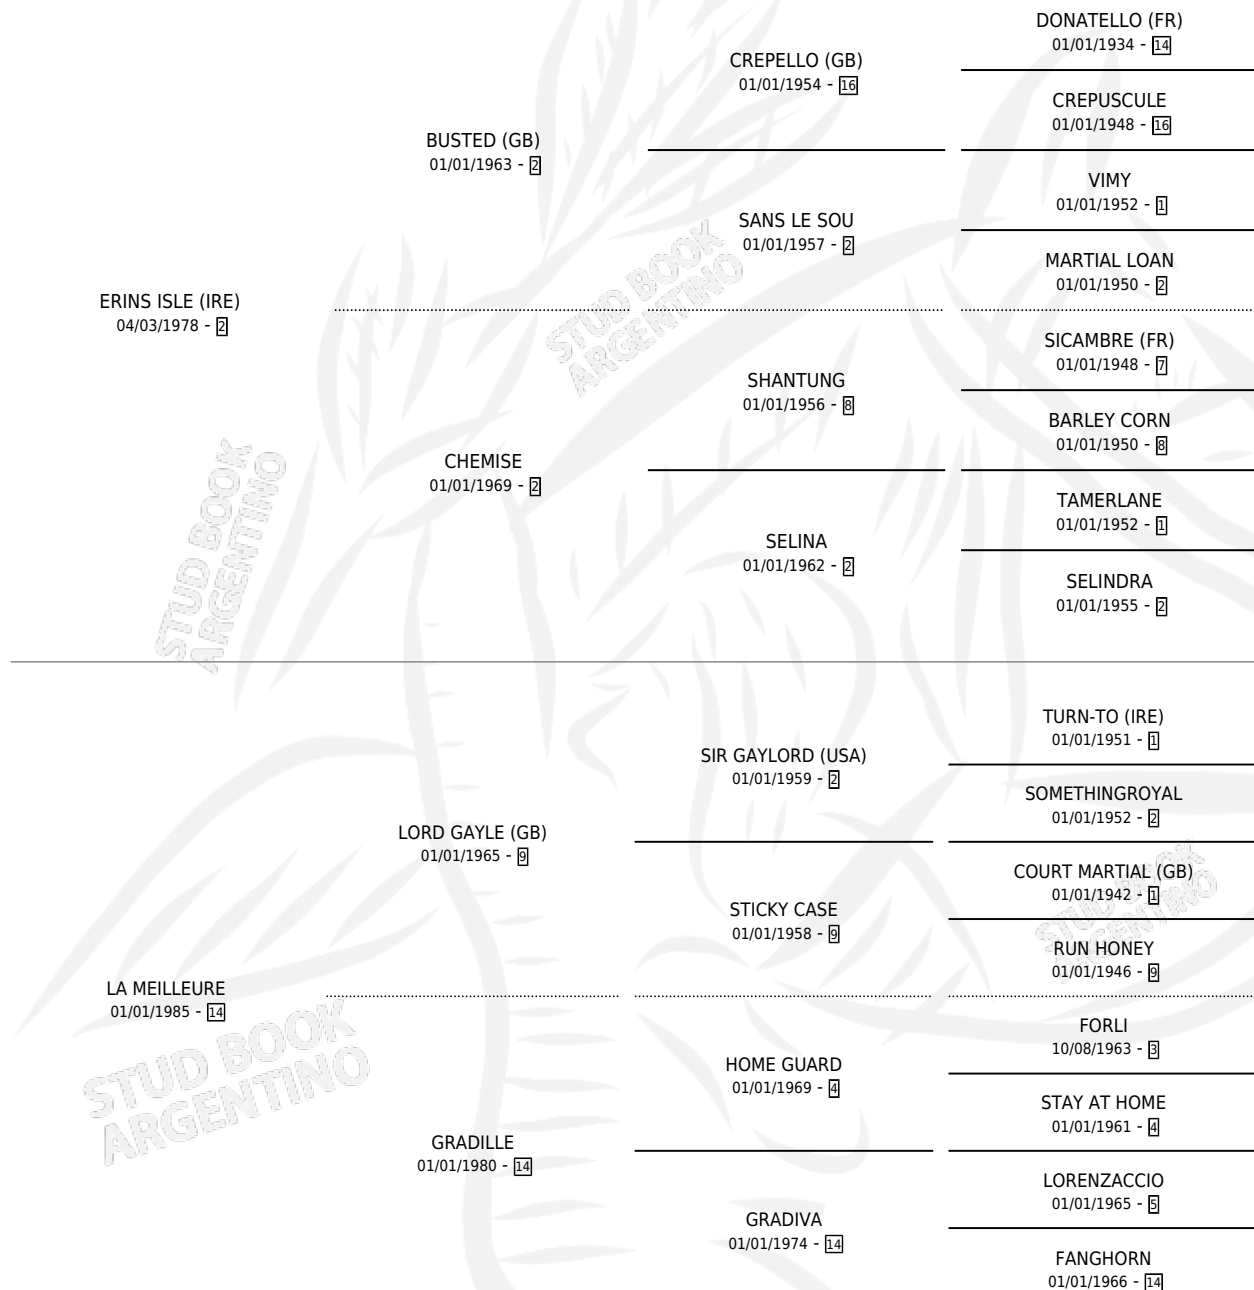 DONATELLO (FR)
01/01/1934 - 14
CREPELLO (GB)
01/01/1954 - 16
CREPUSCULE
01/01/1948 - 16
BUSTED (GB)
01/01/1963 - 2
VIMY
01/01/1952 - 1
SANS LE SOU
01/01/1957 - 2
MARTIAL LOAN
01/01/1950 - 2
ERINS ISLE (IRE)
04/03/1978 - 2
SICAMBRE (FR)
01/01/1948 - 7
SHANTUNG
01/01/1956 - 8
BARLEY CORN
01/01/1950 - 8
CHEMISE
01/01/1969 - 2
TAMERLANE
01/01/1952 - 1
SELINA
01/01/1962 - 2
SELINDRA
01/01/1955 - 2
TURN-TO (IRE)
01/01/1951 - 1
SIR GAYLORD (USA)
01/01/1959 - 2
SOMETHINGROYAL
01/01/1952 - 2
LORD GAYLE (GB)
01/01/1965 - 9
COURT MARTIAL (GB)
01/01/1942 - 1
STICKY CASE
01/01/1958 - 9
RUN HONEY
01/01/1946 - 9
LA MEILLEURE
01/01/1985 - 14
FORLI
10/08/1963 - 3
HOME GUARD
01/01/1969 - 4
STAY AT HOME
01/01/1961 - 4
GRADILLE
01/01/1980 - 14
LORENZACCIO
01/01/1965 - 5
GRADIVA
01/01/1974 - 14
FANGHORN
01/01/1966 - 14
STUD BOOK
ARGENTINO
STUD BOOK
ARGENTINO
STUD BOOK
ARGENTINO
STUD BOOK
ARGENTINO